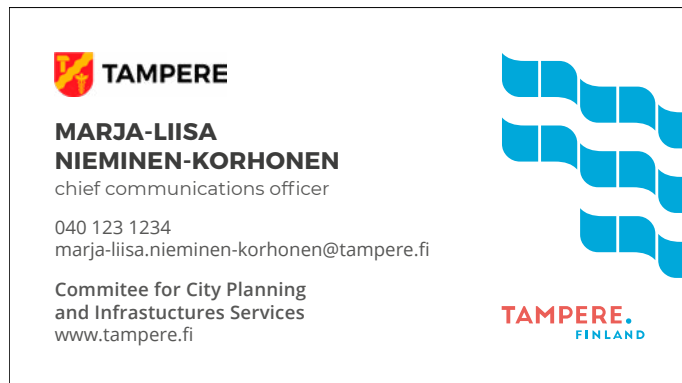 TAMPERE
MARJA-LIISA
NIEMINEN-KORHONEN
chief communications officer
040 123 1234
marja-liisa.nieminen-korhonen@tampere.fi
Commitee for City Planning
and Infrastuctures Services
www.tampere.fi
TAMPERE.
FINLAND